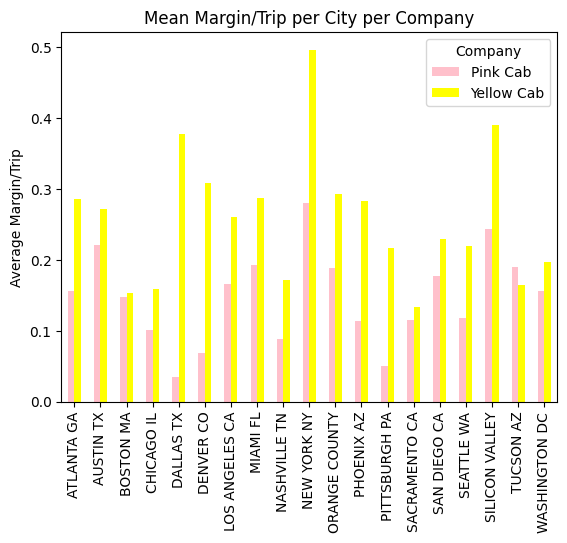 Mean Margin/Trip per City per Company
Company
Pink Cab
Yellow Cab
Average Margin/Trip
0.5
0.4
0.3
0.2
0.1
0.0
ATLANTA GA
AUSTIN TX
BOSTON MA
CHICAGO IL
DALLAS TX
DENVER CO
LOS ANGELES CA
MIAMI FL
NASHVILLE TN
NEW YORK NY
ORANGE COUNTY
PHOENIX AZ
PITTSBURGH PA
SACRAMENTO CA
SAN DIEGO CA
SEATTLE WA
SILICON VALLEY
TUCSON AZ
WASHINGTON DC